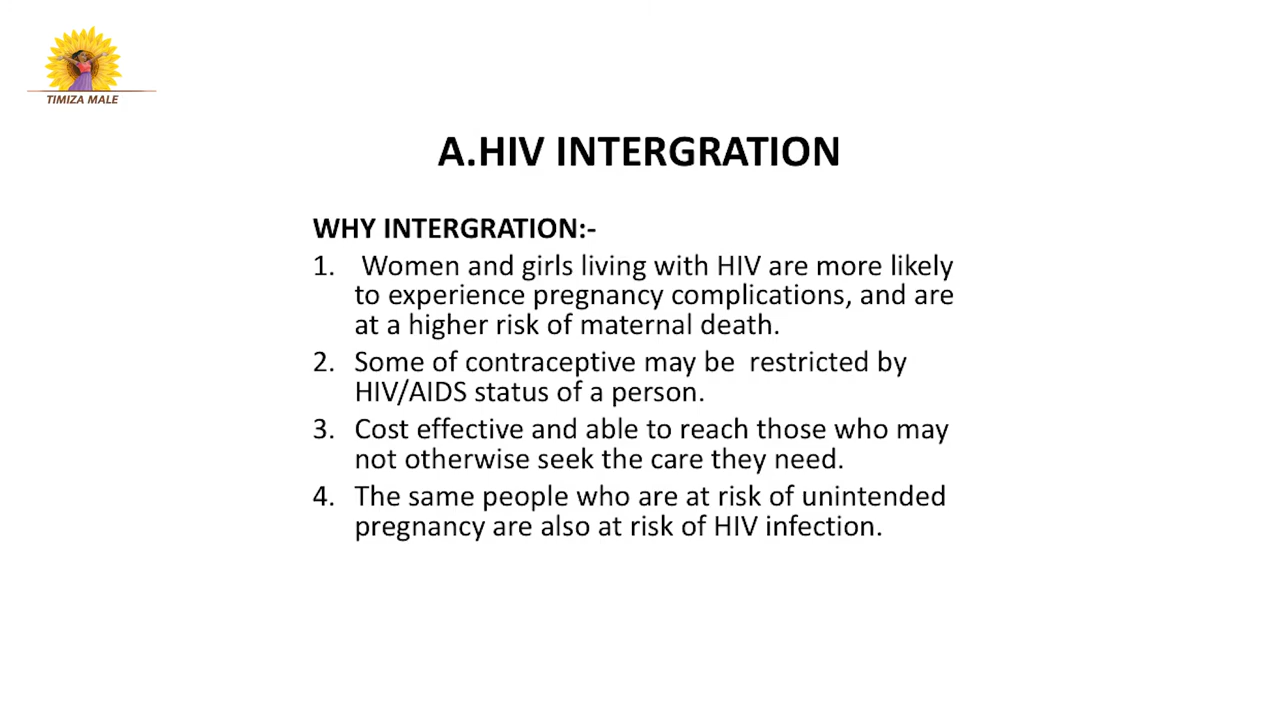 TIMIZA MALE
A.HIV INTERGRATION
WHY INTERGRATION:-
1. Women and girls living with HIV are more likely
to experience pregnancy complications, and are
at a higher risk of maternal death.
2. Some of contraceptive may be restricted by
HIV/AIDS status of a person.
3. Cost effective and able to reach those who may
not otherwise seek the care they need.
4. The same people who are at risk of unintended
pregnancy are also at risk of HIV infection.